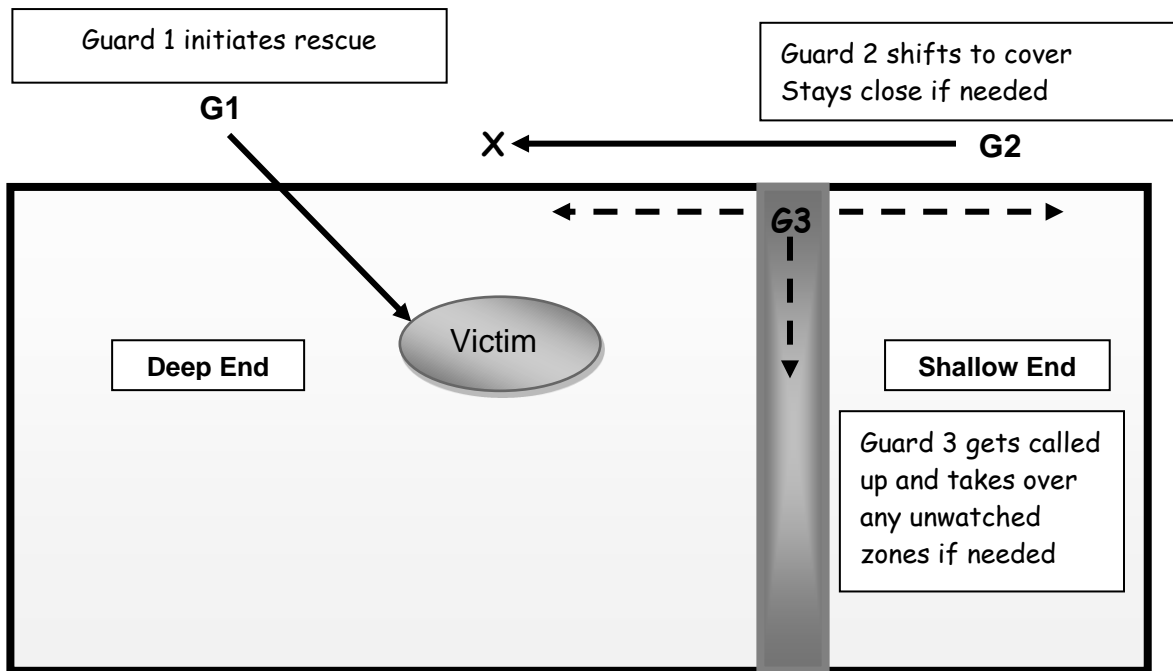 Guard 1 initiates rescue
Guard 2 shifts to cover
Stays close if needed
G1
X
G2
G3
Victim
Deep End
Shallow End
Guard 3 gets called
up and takes over
any unwatched
zones if needed